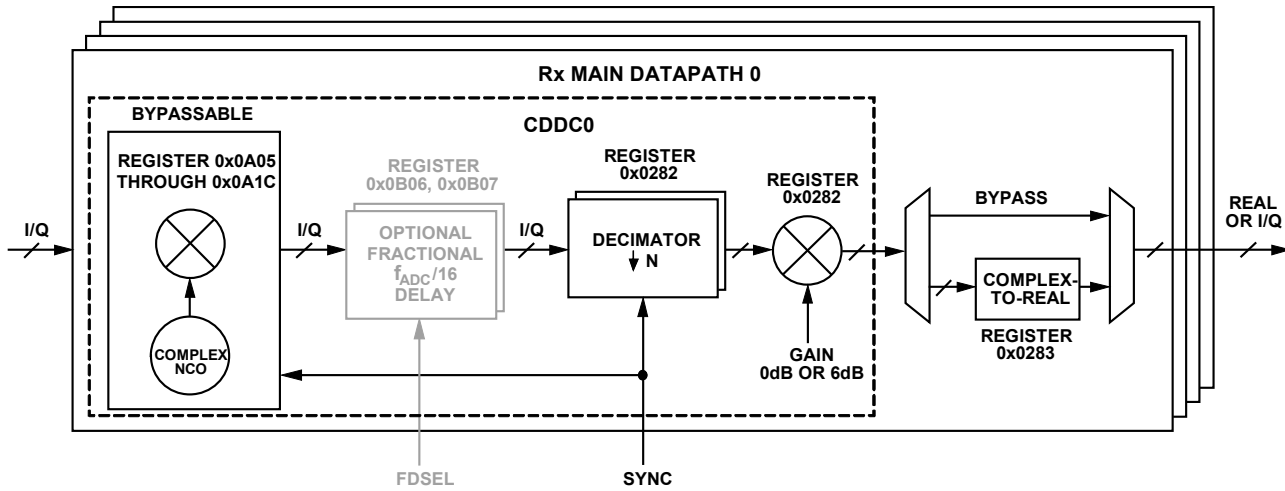 Rx MAIN DATAPATH 0
BYPASSABLE
CDDC0
REGISTER 0x0A05
THROUGH 0x0A1C
COMPLEX
NCO
I/Q
I/Q
REGISTER
0x0B06, 0x0B07
OPTIONAL
FRACTIONAL
fADC/16
DELAY
I/Q
REGISTER
0x0282
DECIMATOR
↓ N
REGISTER
0x0282
GAIN
0dB OR 6dB
BYPASS
COMPLEX-
TO-REAL
REGISTER
0x0283
REAL
OR I/Q
FDSEL
SYNC